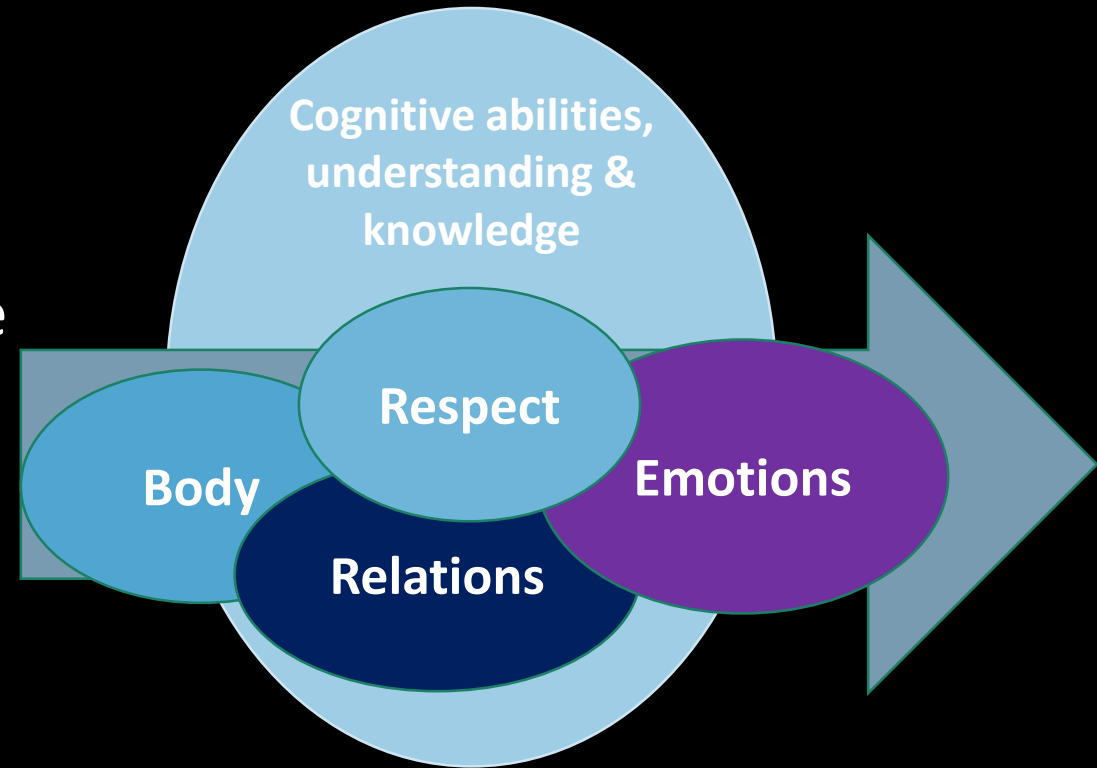 Cognitive abilities,
understanding &
knowledge
e
Respect
Body
Emotions
Relations